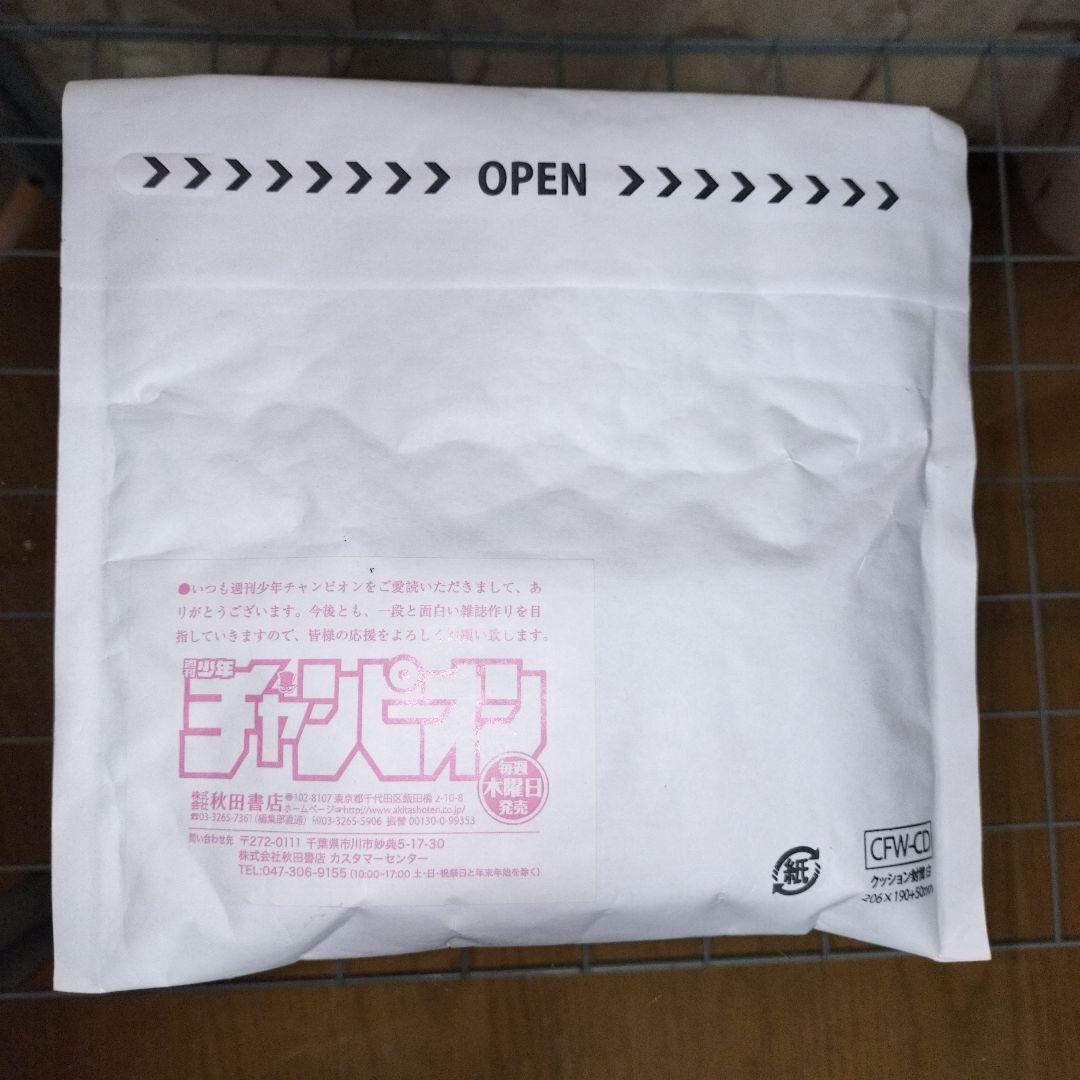 OPEN
●いつも週刊少年チャンピオンをご愛読いただきまして、あ
りがとうございます。今後とも、一段と面白い雑誌作りを目
指していきますので、皆様の応援をよろしくお願い致します。
週刊少年
チャンピオン
毎週
木曜日
発売
株式会社 秋田書店 〒102-8107 東京都千代田区飯田橋2-10-8
ホームページ☞http://www.akitashoten.co.jp/
☎03-3265-7361(編集部直通) 03-3265-5906 振替 00130-0-99353
問い合わせ先 〒272-0111 千葉県市川市妙典5-17-30
株式会社秋田書店 カスタマーセンター
TEL:047-306-9155 (10:00~17:00 土・日・祝祭日と年末年始を除く)
紙
CFW-CD
クッション封筒 白
206×190+50mm